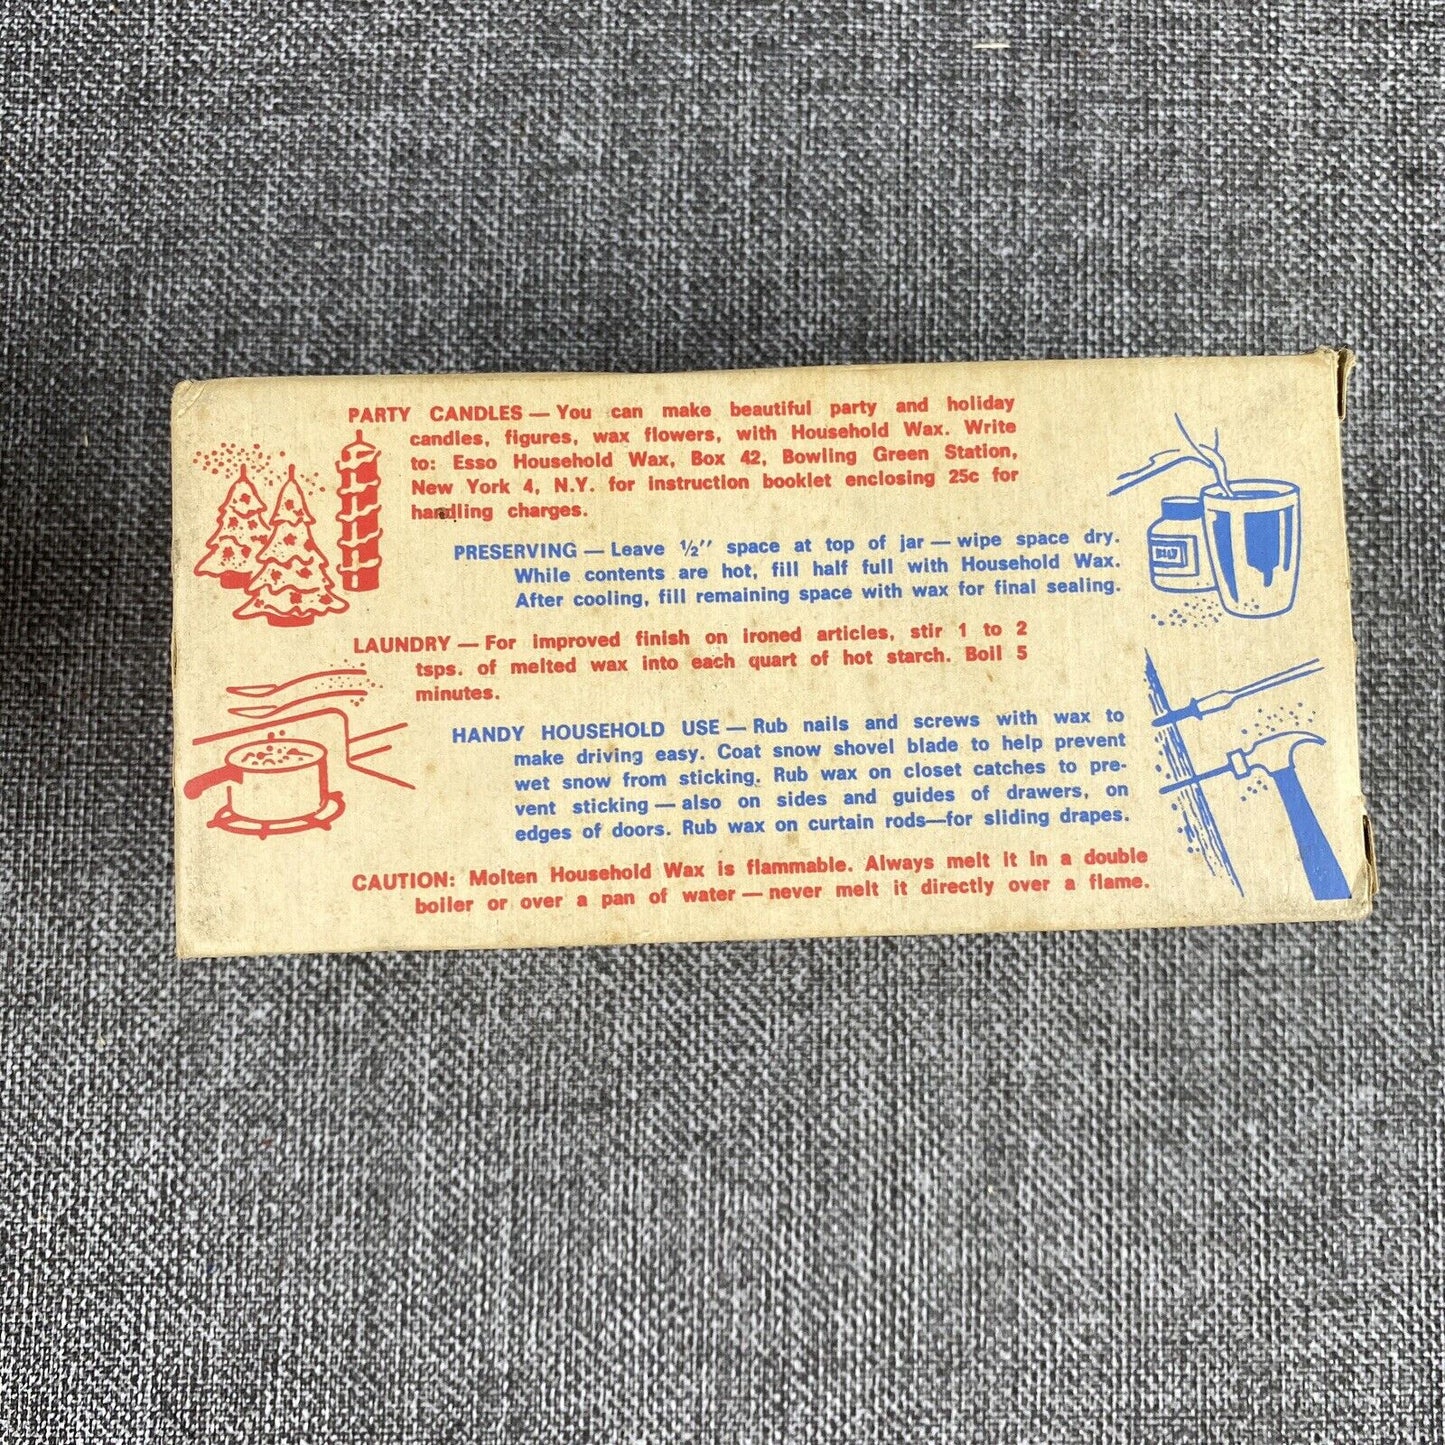 PARTY CANDLES — You can make beautiful party and holiday
candles, figures, wax flowers, with Household Wax. Write
to: Esso Household Wax, Box 42, Bowling Green Station,
New York 4, N.Y. for instruction booklet enclosing 25c for
handling charges.
PRESERVING — Leave ½″ space at top of jar — wipe space dry.
While contents are hot, fill half full with Household Wax.
After cooling, fill remaining space with wax for final sealing.
LAUNDRY — For improved finish on ironed articles, stir 1 to 2
tsps. of melted wax into each quart of hot starch. Boil 5
minutes.
HANDY HOUSEHOLD USE — Rub nails and screws with wax to
make driving easy. Coat snow shovel blade to help prevent
wet snow from sticking. Rub wax on closet catches to pre-
vent sticking — also on sides and guides of drawers, on
edges of doors. Rub wax on curtain rods—for sliding drapes.
CAUTION: Molten Household Wax is flammable. Always melt it in a double
boiler or over a pan of water — never melt it directly over a flame.